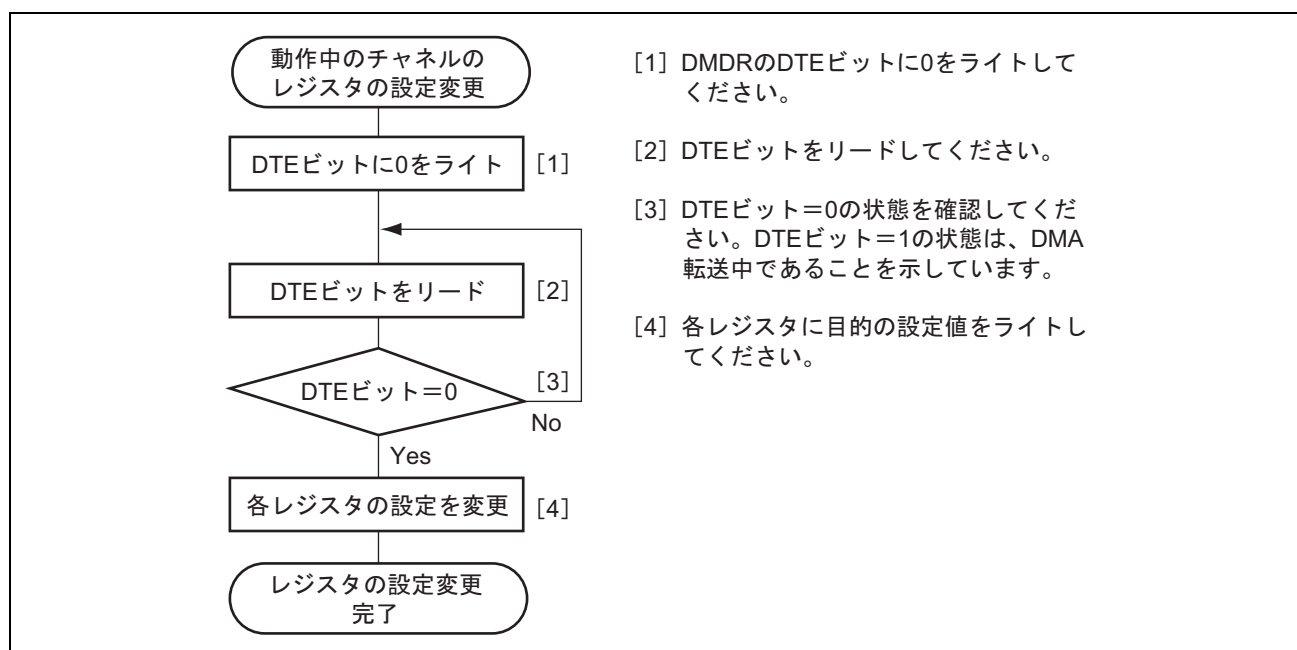 動作中のチャネルの
レジスタの設定変更
DTEビットに0をライト [1]
DTEビットをリード [2]
DTEビット＝0 [3]
No
Yes
各レジスタの設定を変更 [4]
レジスタの設定変更
完了
[1] DMDRのDTEビットに0をライトして
ください。
[2] DTEビットをリードしてください。
[3] DTEビット＝0の状態を確認してくだ
さい。DTEビット＝1の状態は、DMA
転送中であることを示しています。
[4] 各レジスタに目的の設定値をライトし
てください。